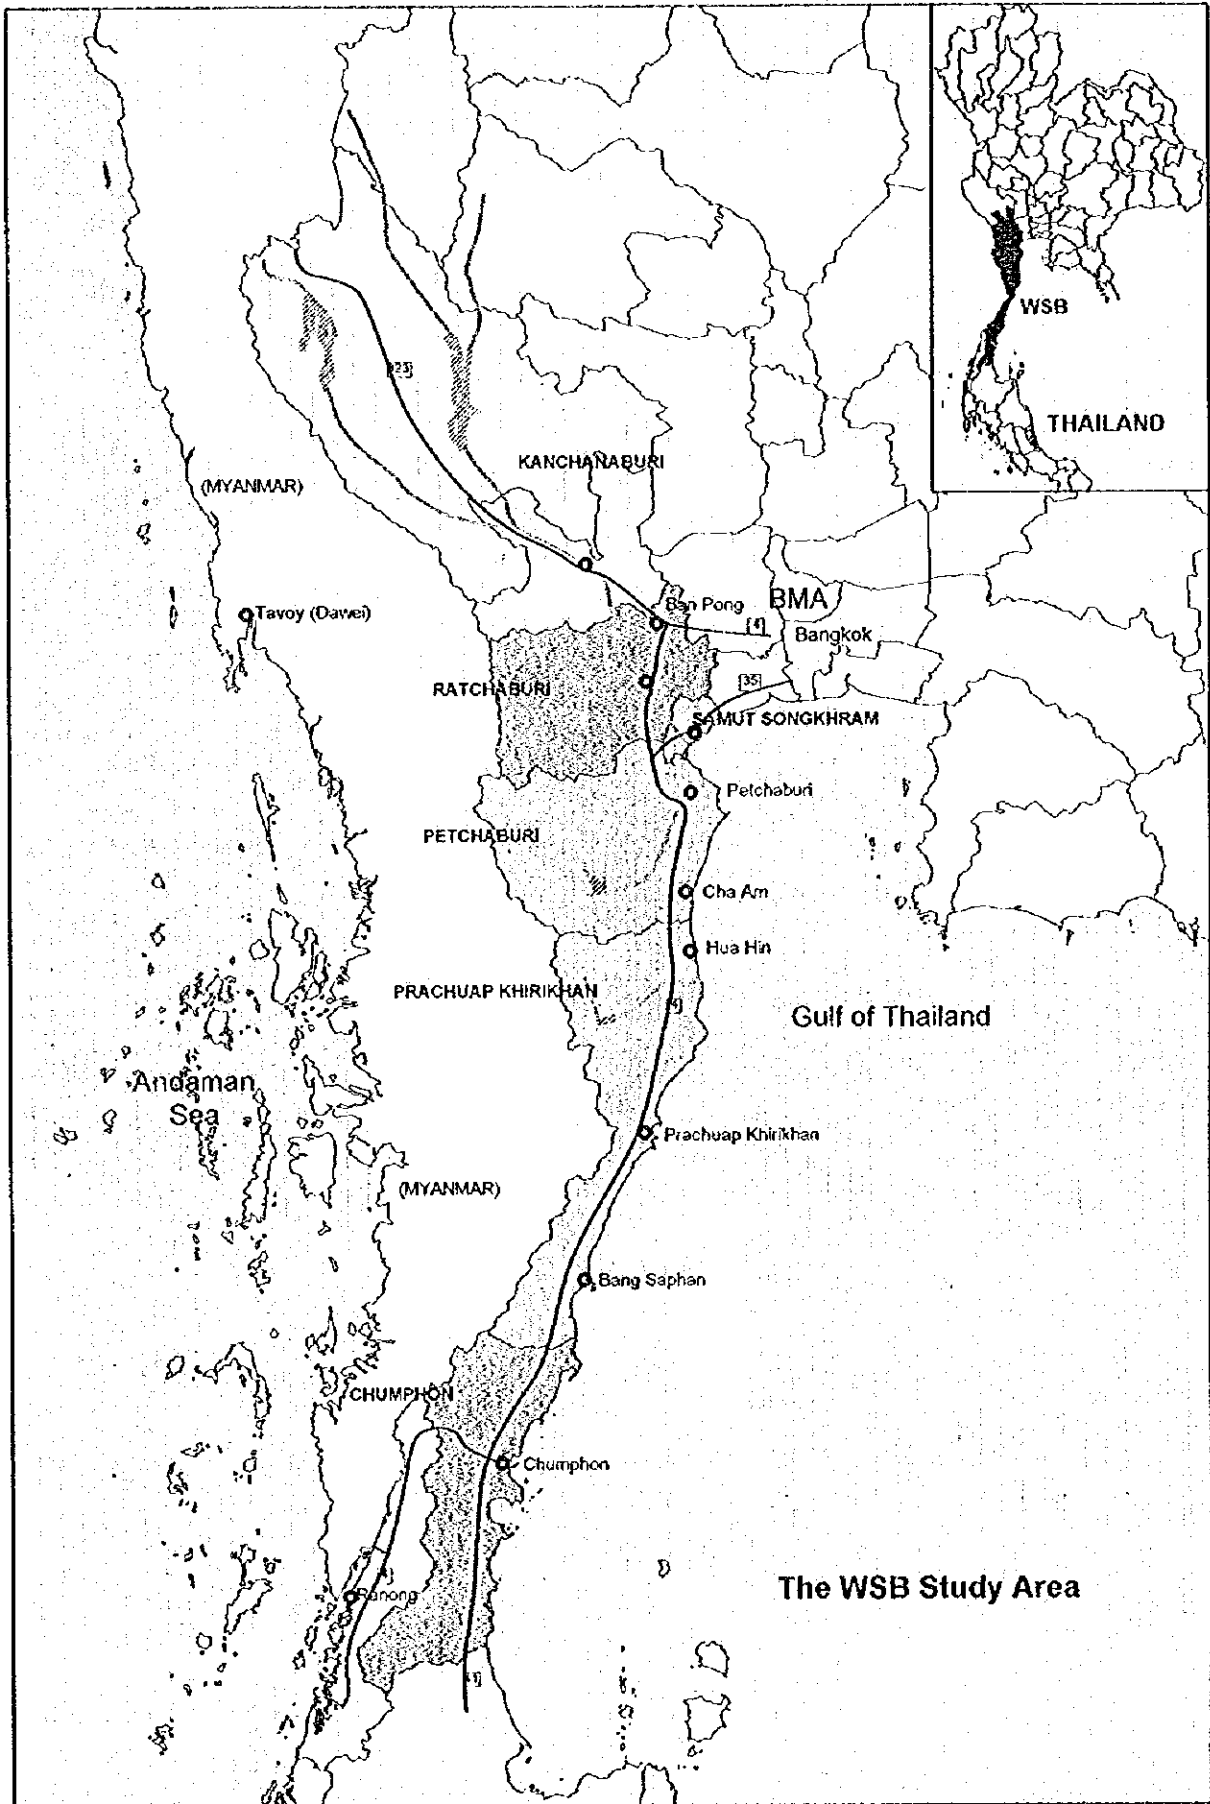 WSB
THAILAND
[23]
KANCHANABURI
(MYANMAR)
Tavoy (Dawei)
Ban Pong
BMA
[4]
Bangkok
RATCHABURI
[35]
SAMUT SONGKHRAM
Petchaburi
PETCHABURI
Cha Am
Hua Hin
PRACHUAP KHIRIKHAN
[4]
Gulf of Thailand
Andaman
Sea
Prachuap Khirikhan
(MYANMAR)
Bang Saphan
CHUMPHON
Chumphon
Ranong
The WSB Study Area